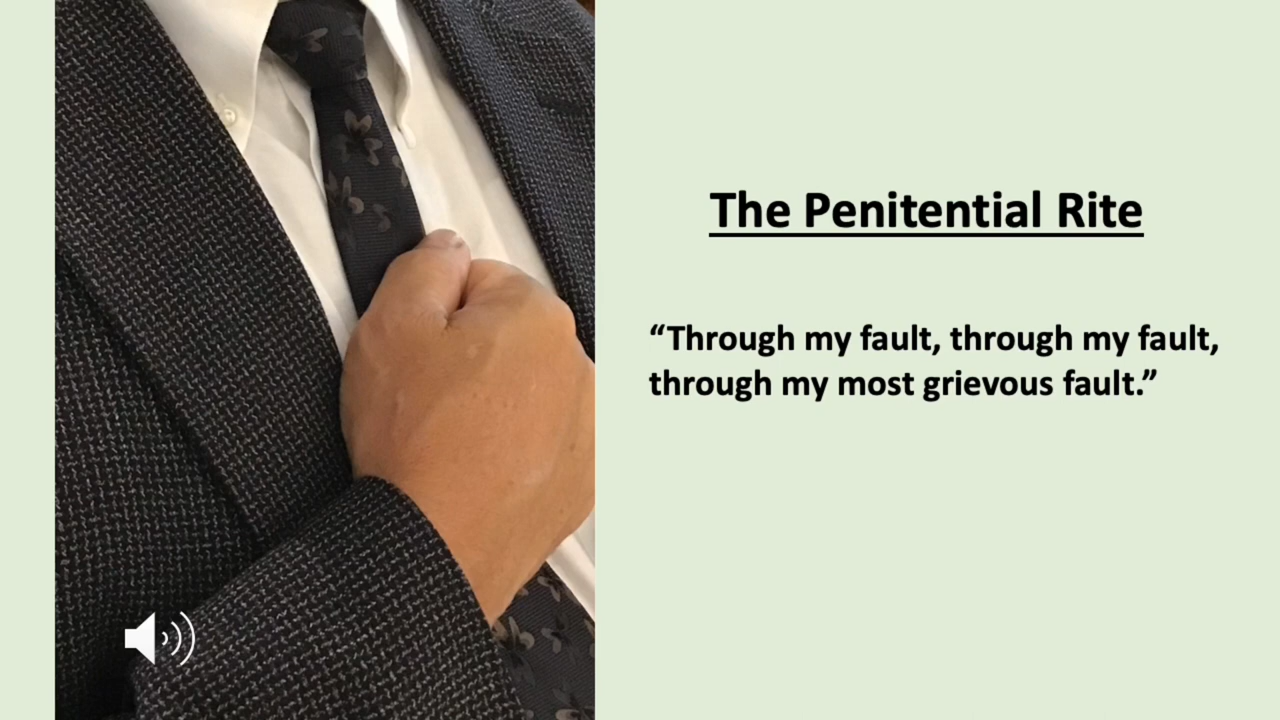 The Penitential Rite
“Through my fault, through my fault,
through my most grievous fault.”